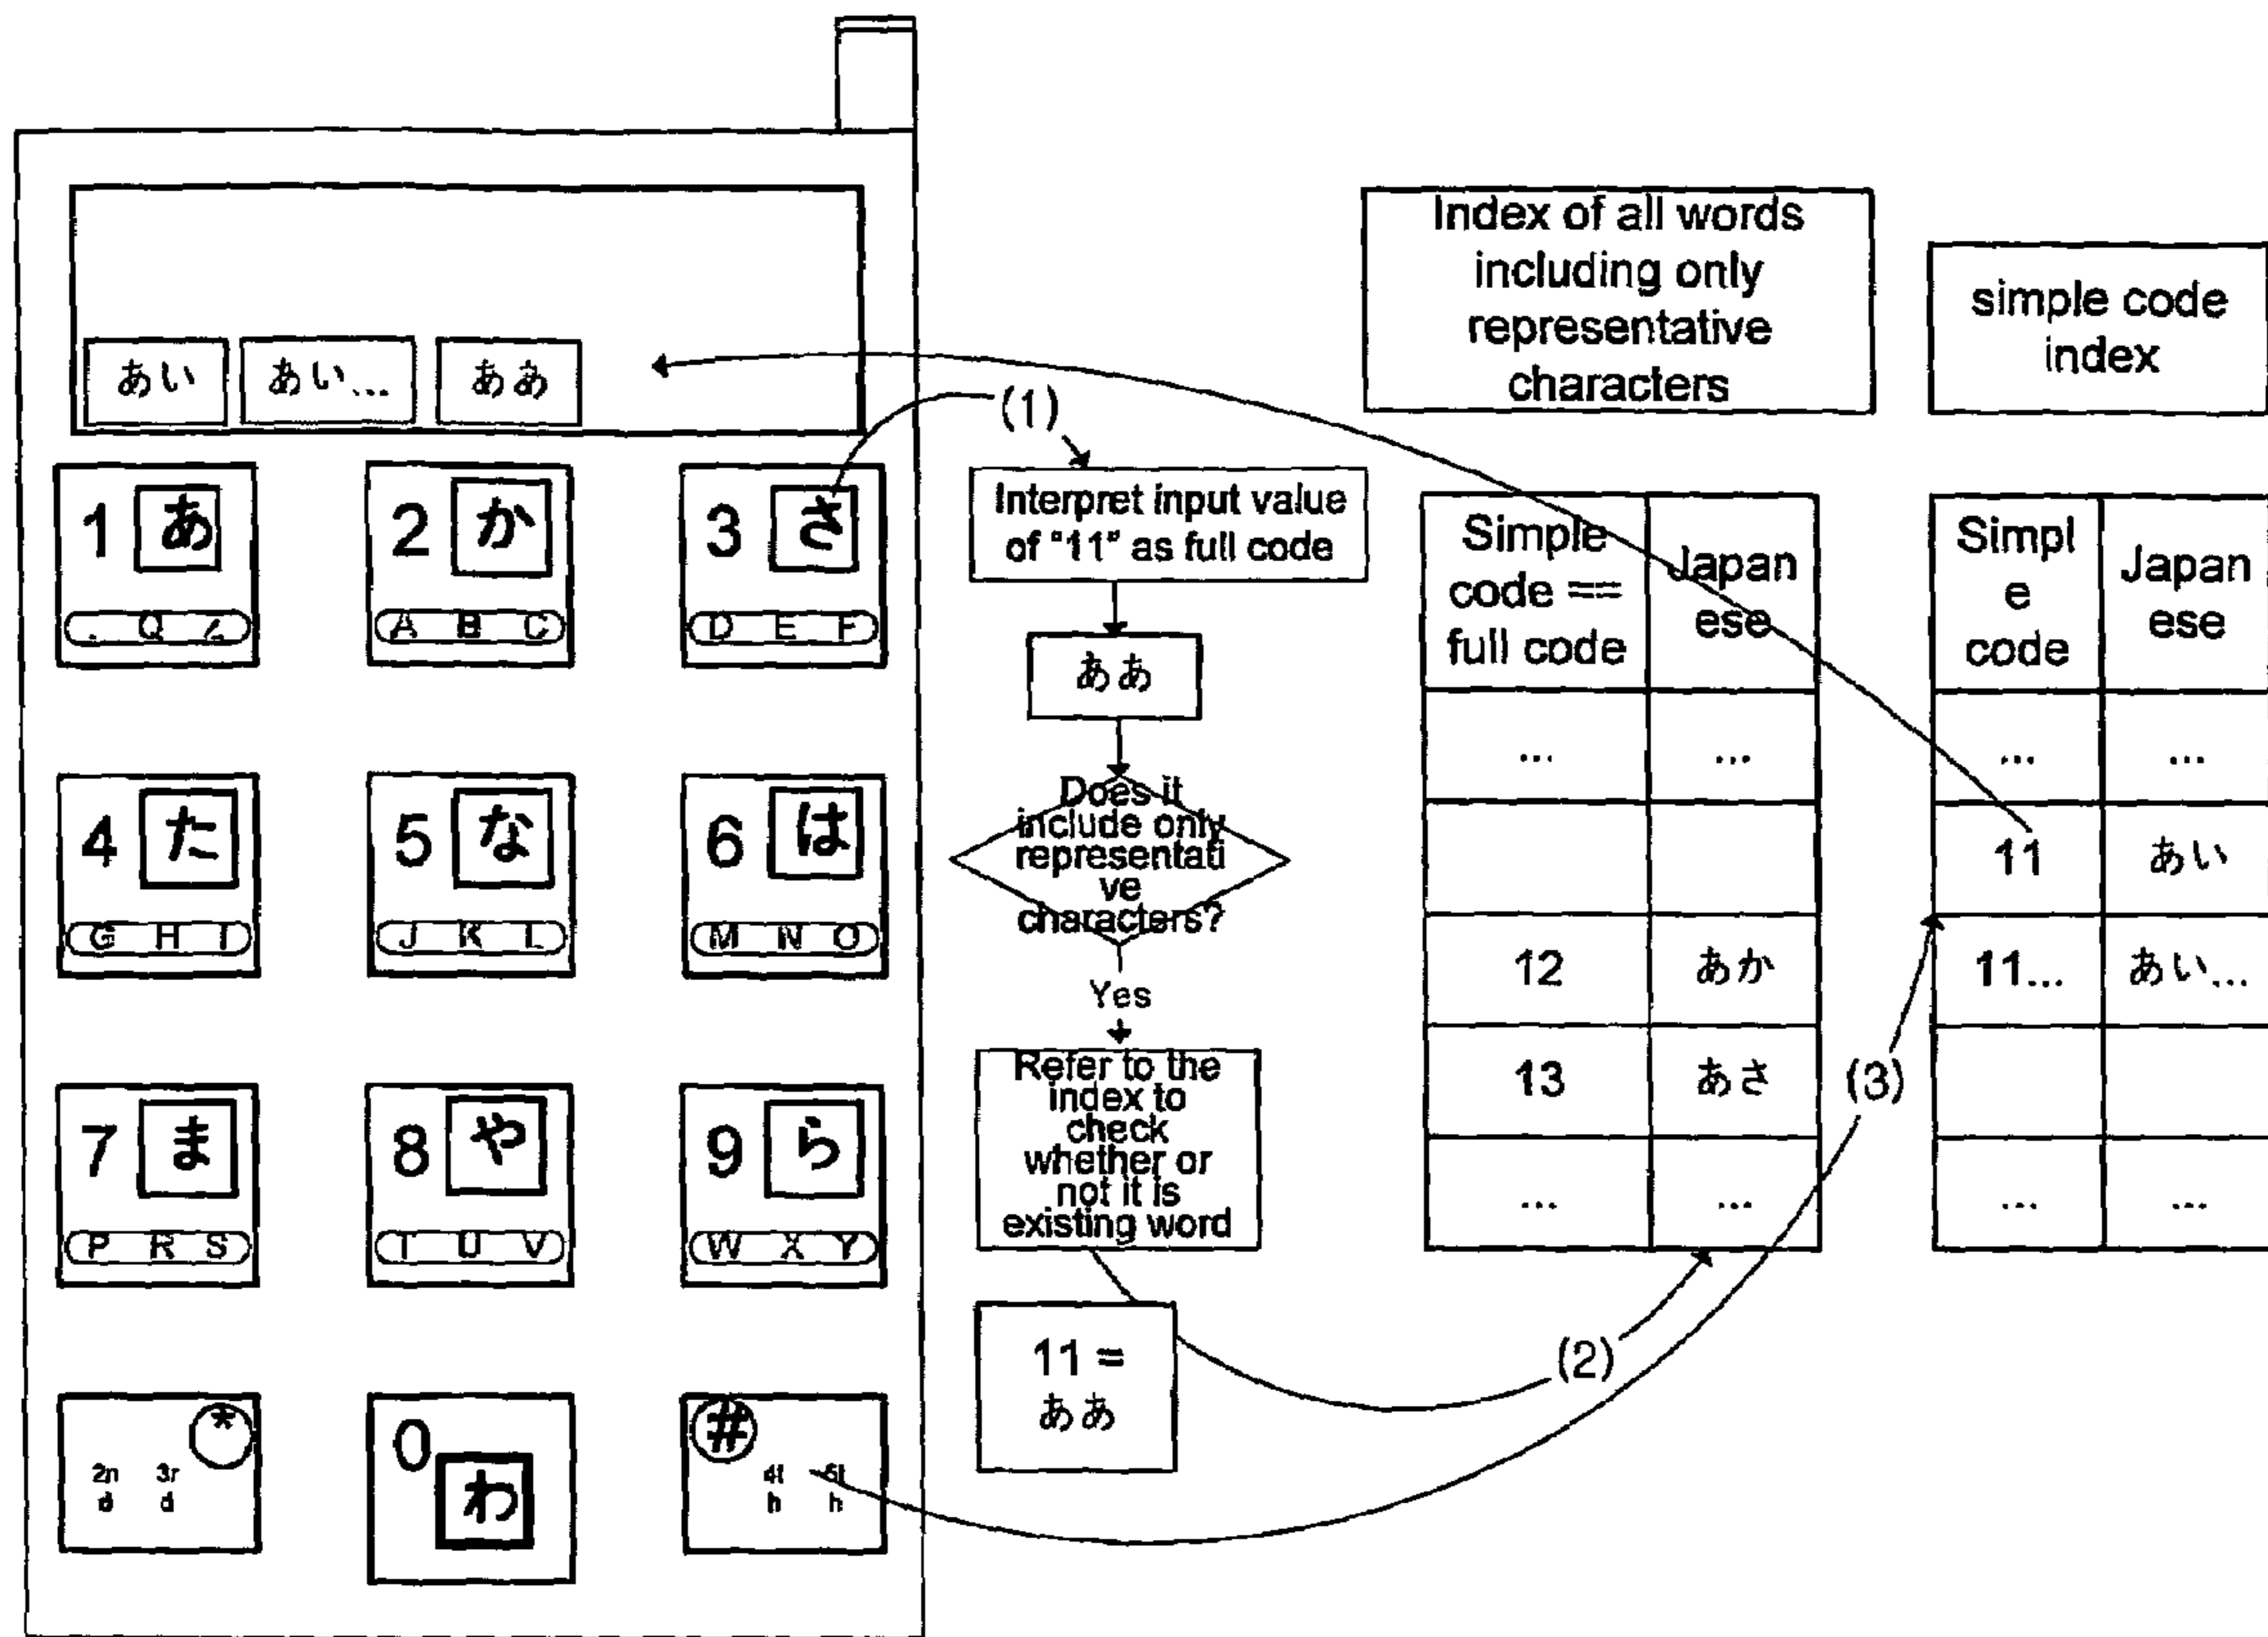 あい あい... ああ
1 あ
. Q Z
2 か
A B C
3 さ
D E F
4 た
G H I
5 な
J K L
6 は
M N O
7 ま
P R S
8 や
T U V
9 ら
W X Y
*
2n 3r
d d
0
わ
#
4t 5t
h h
(1)
Interpret input value
of "11" as full code
ああ
Does it
include only
representati
ve
characters?
Yes
Refer to the
index to
check
whether or
not it is
existing word
11 =
ああ
(2)
(3)
Index of all words
including only
representative
characters
Simple
code ==
full code
Japan
ese
... ...
12 あか
13 あさ
... ...
simple code
index
Simpl
e
code
Japan
ese
... ...
11 あい
11... あい...
... ...